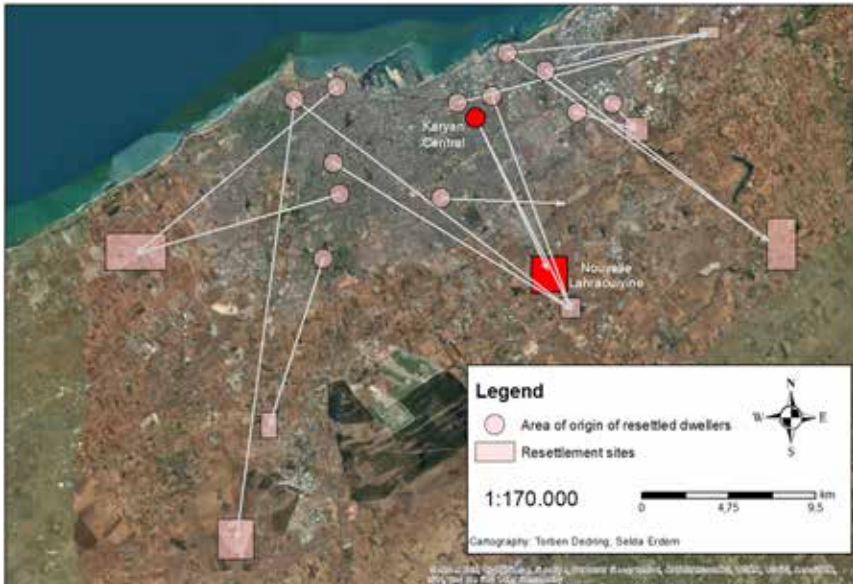 Karyan
Central
Nouvelle
Lahraouiyine
Legend
N
W E
S
Area of origin of resettled dwellers
Resettlement sites
1:170.000
km
0 4,75 9,5
Cartography: Torben Dedring, Selda Erdem